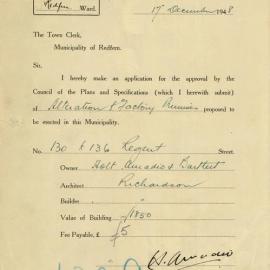 Redfern Ward.
17 December 1928
The Town Clerk,
Municipality of Redfern.
Sir,
I hereby make an application for the approval by the
Council of the Plans and Specifications (which I herewith submit)
of Alteration & Factory Premises proposed to
be erected in this Municipality.
No. 130 & 136 Regent Street.
Owner Holt Amadio & Bartlett
Architect Richardson
Builder
Value of Building £1850
Fee Payable, £ 5
Amadio